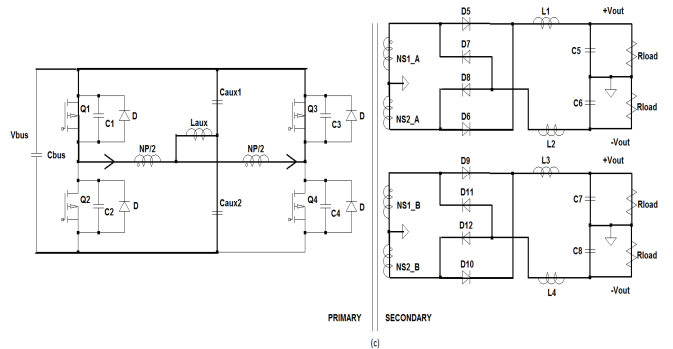 D5
L1
+Vout
NS1_A
D7
C5
Rload
D8
C6
Rload
NS2_A
D6
L2
-Vout
Q1
C1
D
Caux1
Laux
Q3
C3
D
Vbus
Cbus
NP/2
NP/2
Q2
C2
D
Caux2
Q4
C4
D
D9
L3
+Vout
NS1_B
D11
C7
Rload
D12
C8
Rload
NS2_B
D10
L4
-Vout
PRIMARY
SECONDARY
(c)